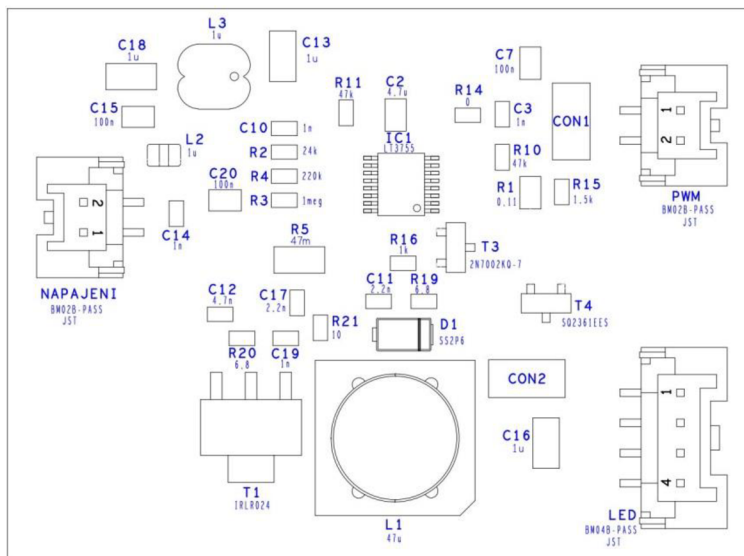 L3
1u
C18
1u
C13
1u
C7
100n
R11
47k
C2
4.7u
R14
0
C15
100n
C3
1n
CON1
1
2
C10
1n
IC1
LT3755
L2
1u
R2
24k
R10
47k
C20
100n
R4
220k
R1
0.11
R15
1.5k
PWM
BM02B-PASS
JST
R3
1meg
2
1
C14
1n
R5
47m
R16
1k
T3
2N7002KQ-7
NAPAJENI
BM02B-PASS
JST
C11
2.2n
R19
6.8
C12
4.7n
C17
2.2n
T4
SQ2361EES
R21
10
D1
SS2P6
R20
6.8
C19
1n
CON2
1
C16
1u
4
T1
IRLR024
L1
47u
LED
BM04B-PASS
JST